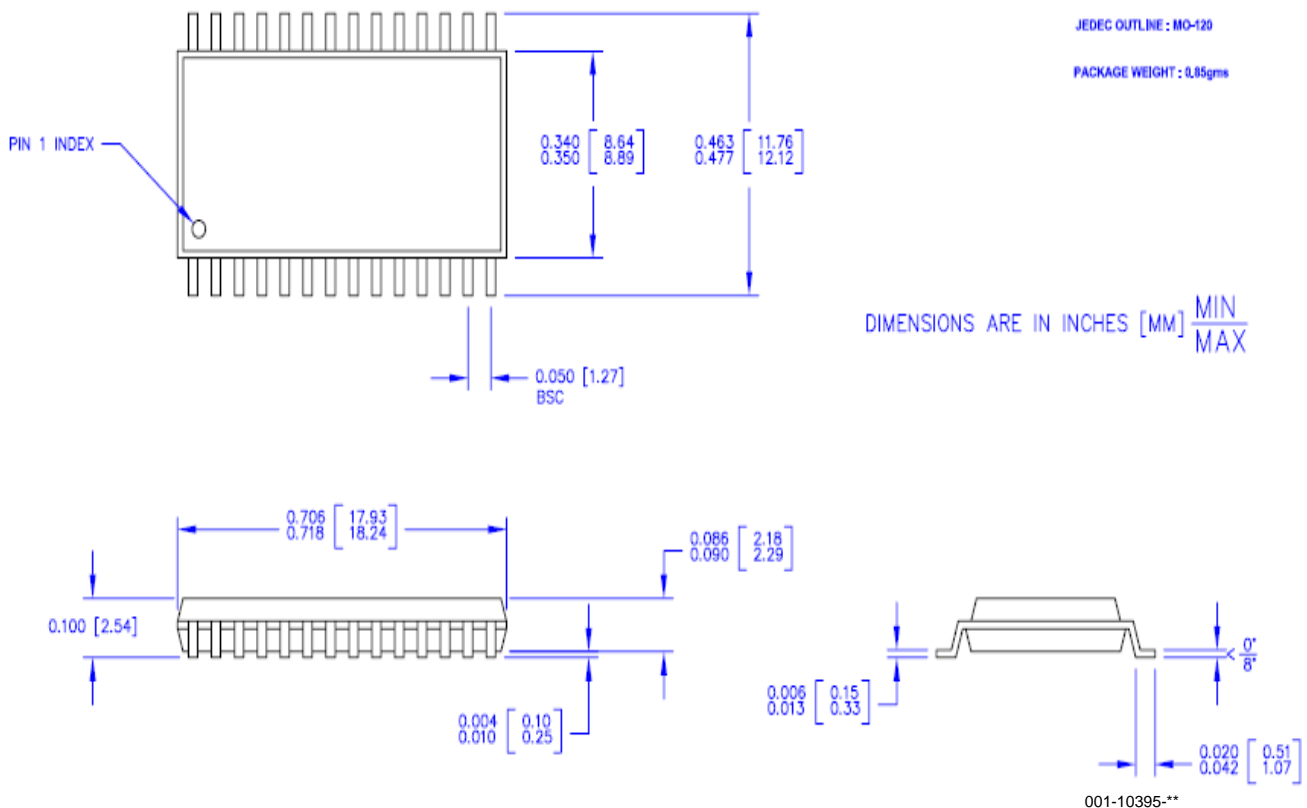 JEDEC OUTLINE : MO-120
PACKAGE WEIGHT : 0.85gms
PIN 1 INDEX
0.340 [ 8.64 ]
0.350 [ 8.89 ]
0.463 [ 11.76 ]
0.477 [ 12.12 ]
DIMENSIONS ARE IN INCHES [MM] MIN
MAX
0.050 [1.27]
BSC
0.706 [ 17.93 ]
0.718 [ 18.24 ]
0.086 [ 2.18 ]
0.090 [ 2.29 ]
0.100 [2.54]
0.004 [ 0.10 ]
0.010 [ 0.25 ]
0.006 [ 0.15 ]
0.013 [ 0.33 ]
< 0°
8°
0.020 [ 0.51 ]
0.042 [ 1.07 ]
001-10395-**